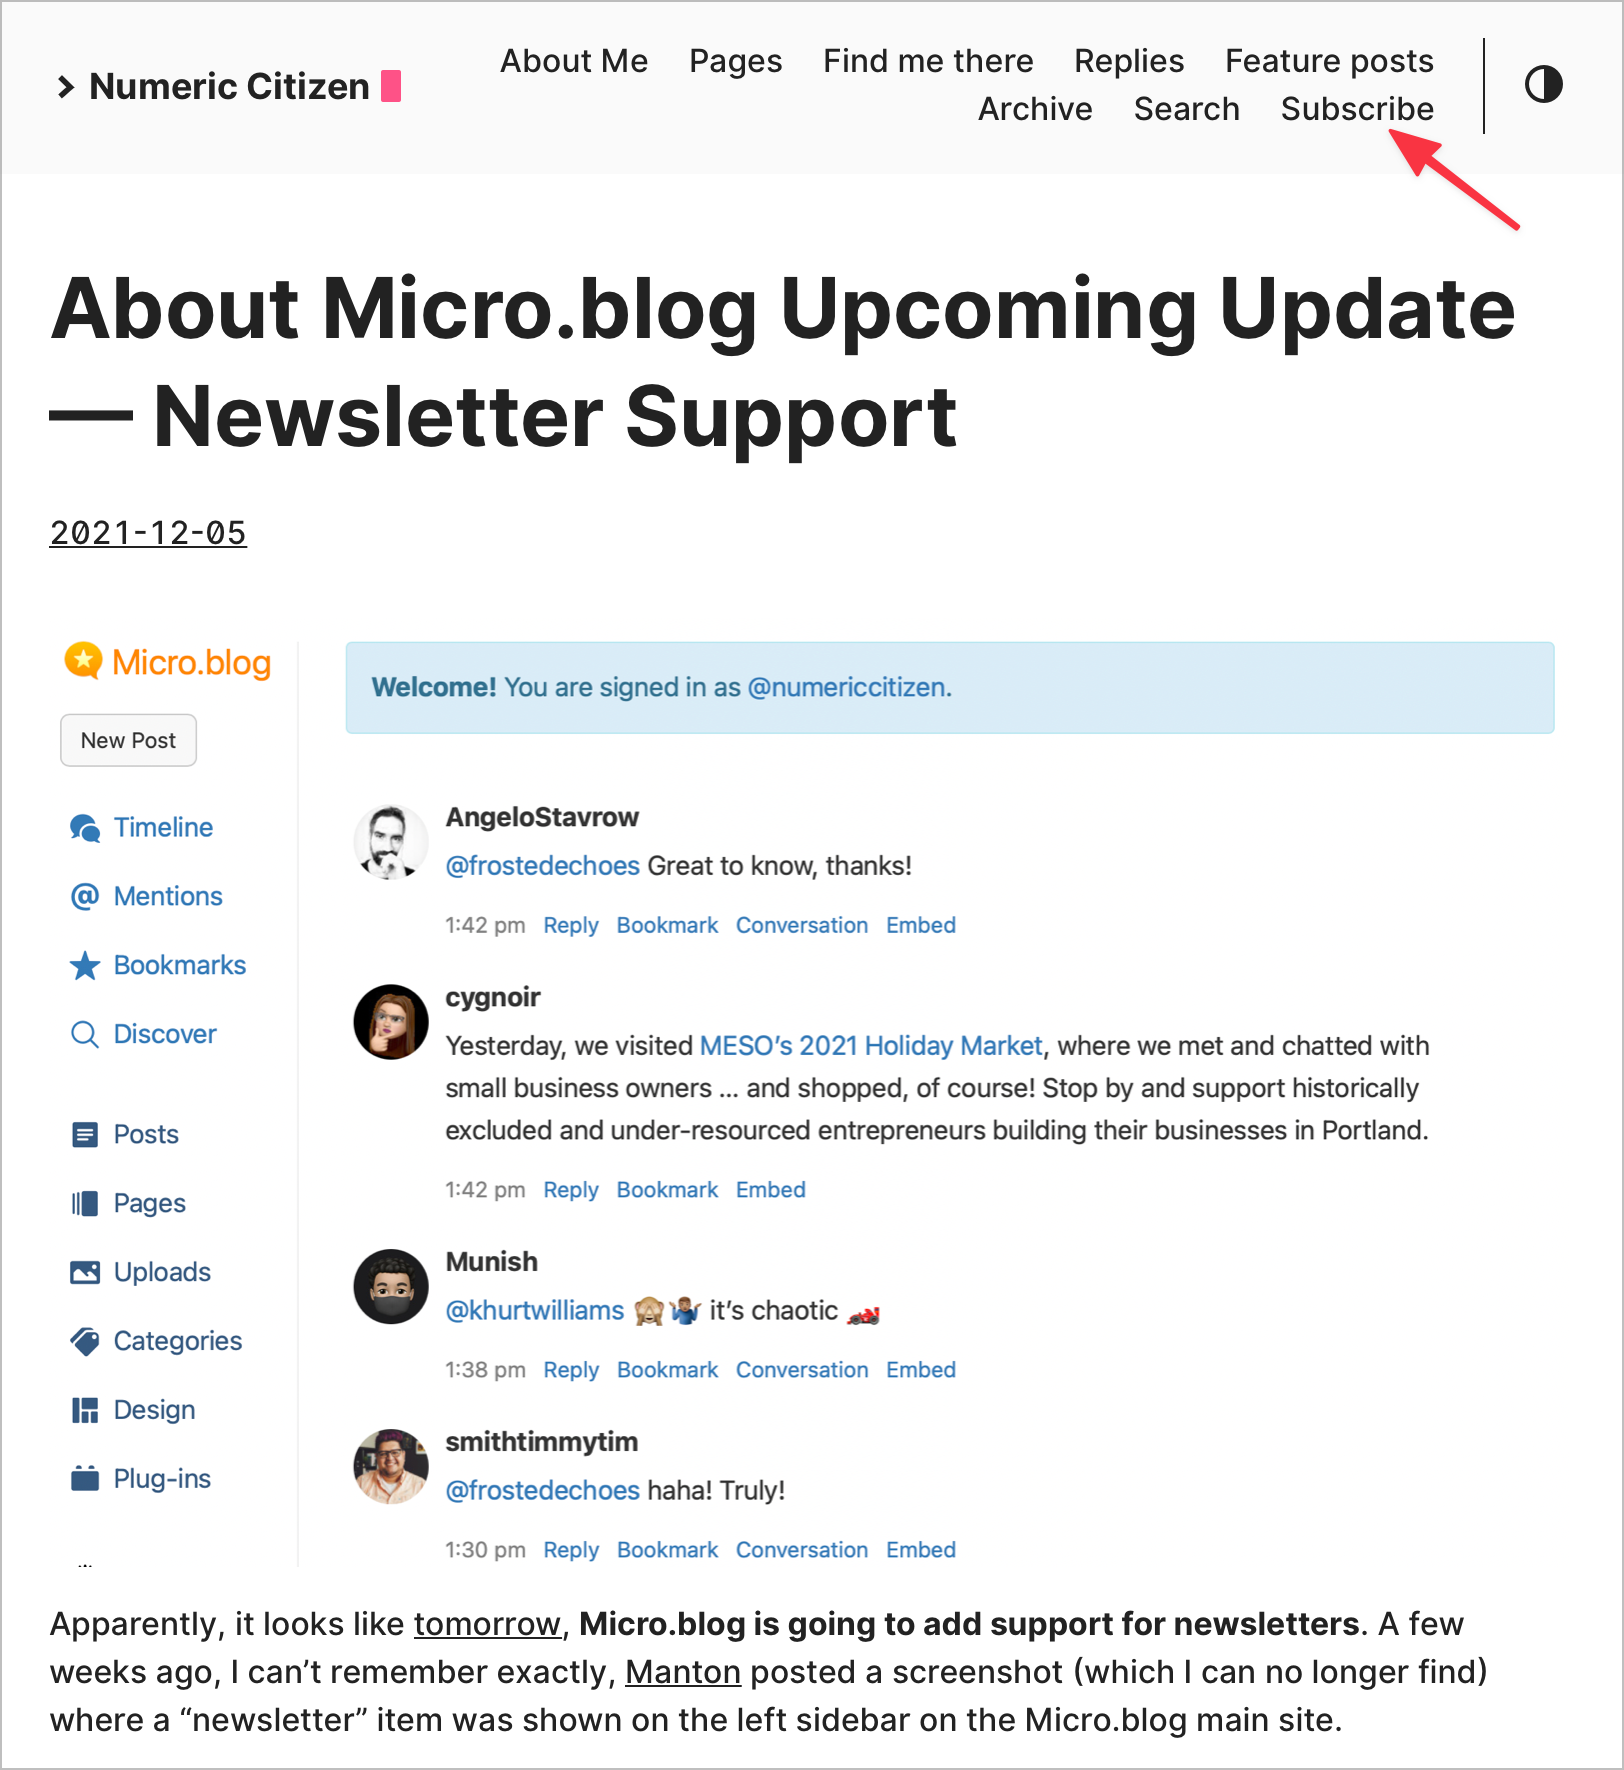 > Numeric Citizen
About Me Pages Find me there Replies Feature posts
Archive Search Subscribe
About Micro.blog Upcoming Update
— Newsletter Support
2021-12-05
Micro.blog
New Post
Timeline
Mentions
Bookmarks
Discover
Posts
Pages
Uploads
Categories
Design
Plug-ins
Welcome! You are signed in as @numericcitizen.
AngeloStavrow
@frostedechoes Great to know, thanks!
1:42 pm Reply Bookmark Conversation Embed
cygnoir
Yesterday, we visited MESO’s 2021 Holiday Market, where we met and chatted with
small business owners ... and shopped, of course! Stop by and support historically
excluded and under-resourced entrepreneurs building their businesses in Portland.
1:42 pm Reply Bookmark Embed
Munish
@khurtwilliams 🙈🤷🏽‍♂️ it’s chaotic 🏎️
1:38 pm Reply Bookmark Conversation Embed
smithtimmytim
@frostedechoes haha! Truly!
1:30 pm Reply Bookmark Conversation Embed
Apparently, it looks like tomorrow, Micro.blog is going to add support for newsletters. A few
weeks ago, I can’t remember exactly, Manton posted a screenshot (which I can no longer find)
where a “newsletter” item was shown on the left sidebar on the Micro.blog main site.